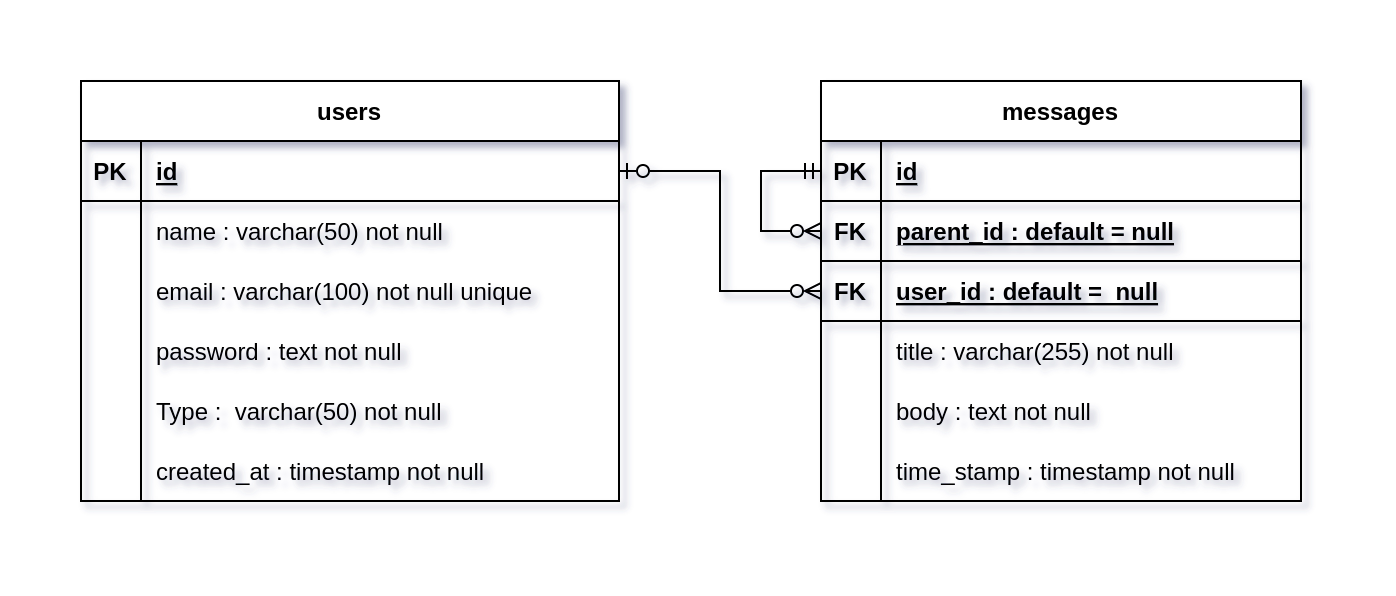 users
PK id
name : varchar(50) not null
email : varchar(100) not null unique
password : text not null
Type :  varchar(50) not null
created_at : timestamp not null
messages
PK id
FK parent_id : default = null
FK user_id : default =  null
title : varchar(255) not null
body : text not null
time_stamp : timestamp not null